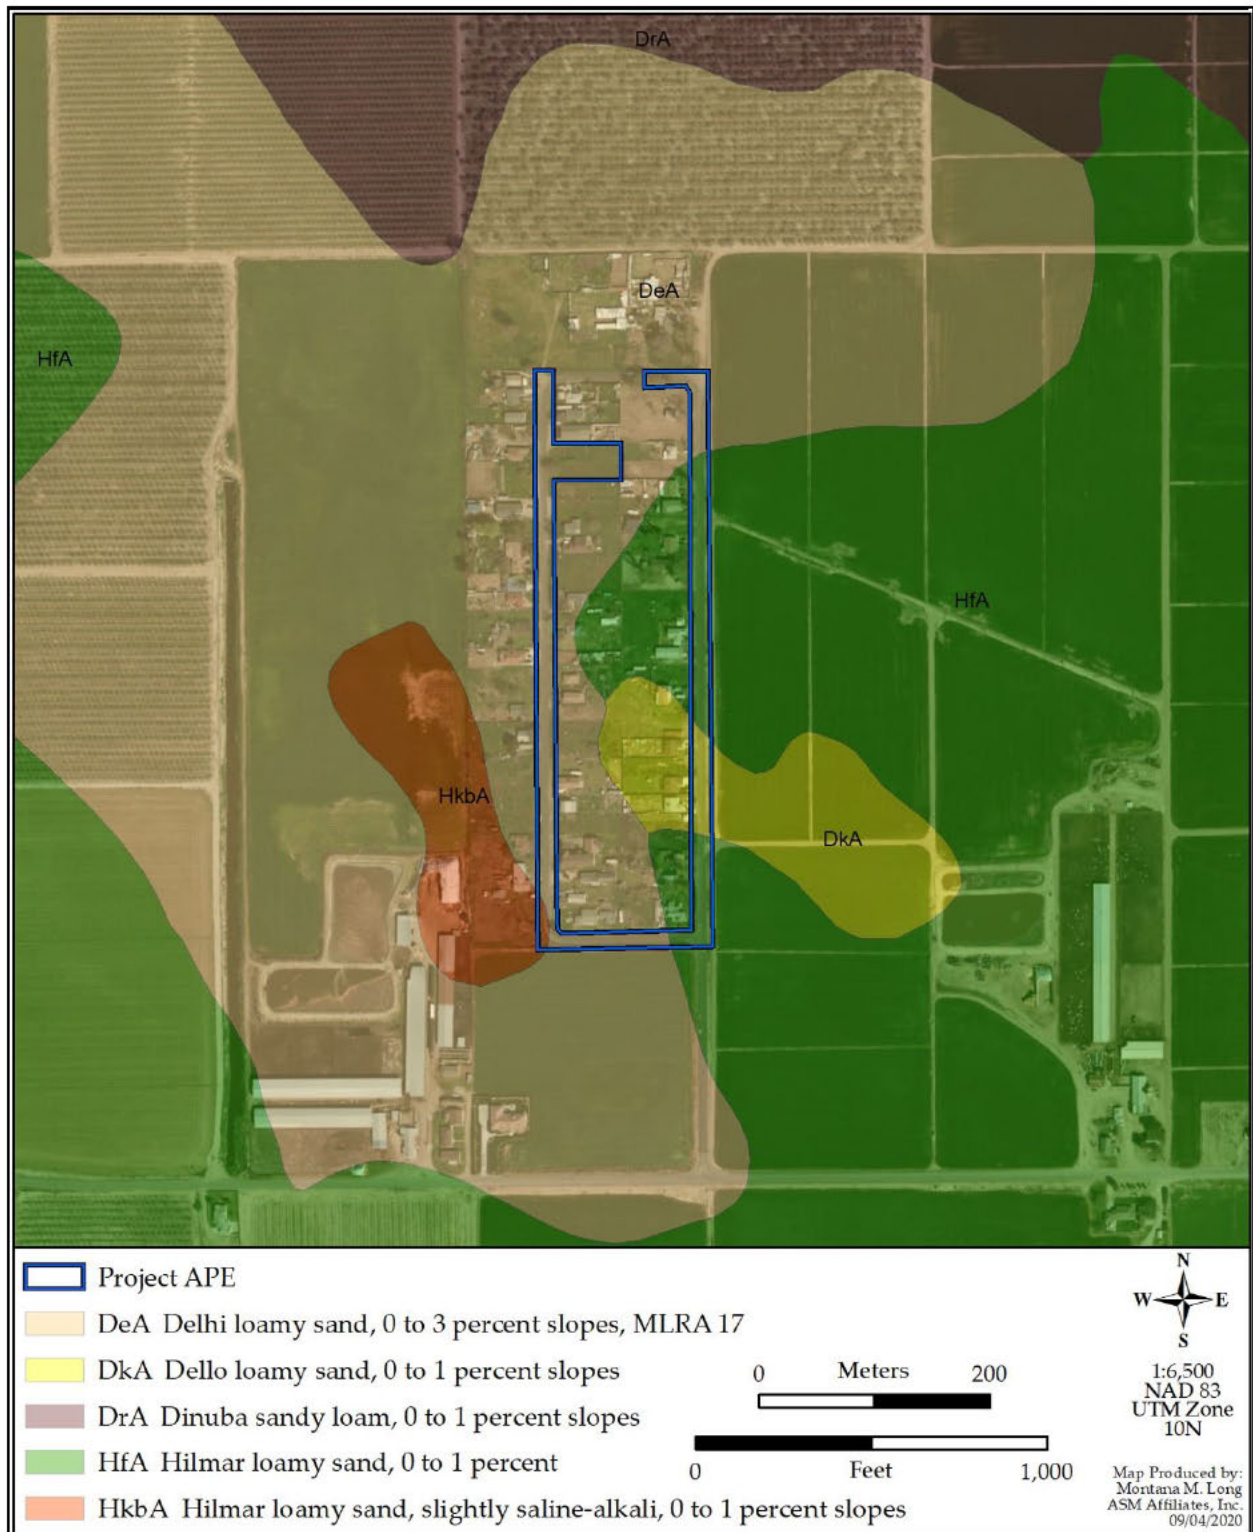 DrA
DeA
HfA
HfA
HkbA
DkA
Project APE
DeA Delhi loamy sand, 0 to 3 percent slopes, MLRA 17
DkA Dello loamy sand, 0 to 1 percent slopes
DrA Dinuba sandy loam, 0 to 1 percent slopes
HfA Hilmar loamy sand, 0 to 1 percent
HkbA Hilmar loamy sand, slightly saline-alkali, 0 to 1 percent slopes
0 Meters 200
0 Feet 1,000
N
W E
S
1:6,500
NAD 83
UTM Zone
10N
Map Produced by:
Montana M. Long
ASM Affiliates, Inc.
09/04/2020